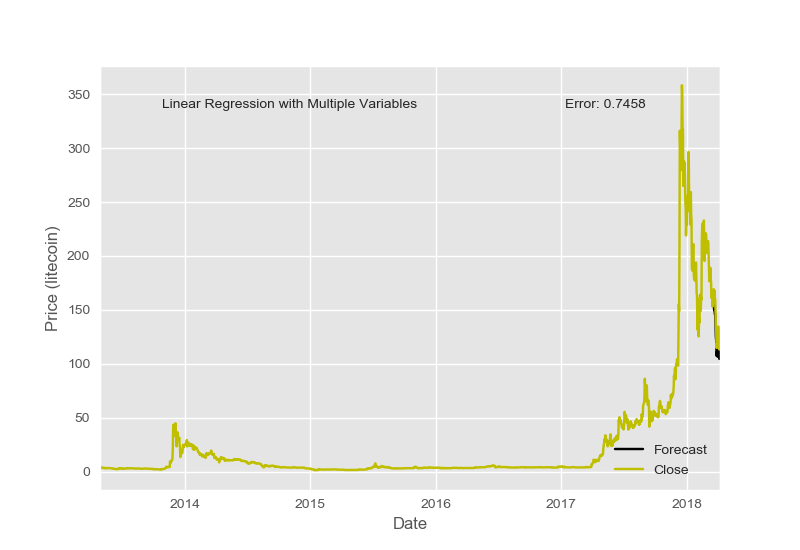 Linear Regression with Multiple Variables Error: 0.7458
350
300
250
200
150
100
50
0
Price (litecoin)
Forecast
Close
2014 2015 2016 2017 2018
Date